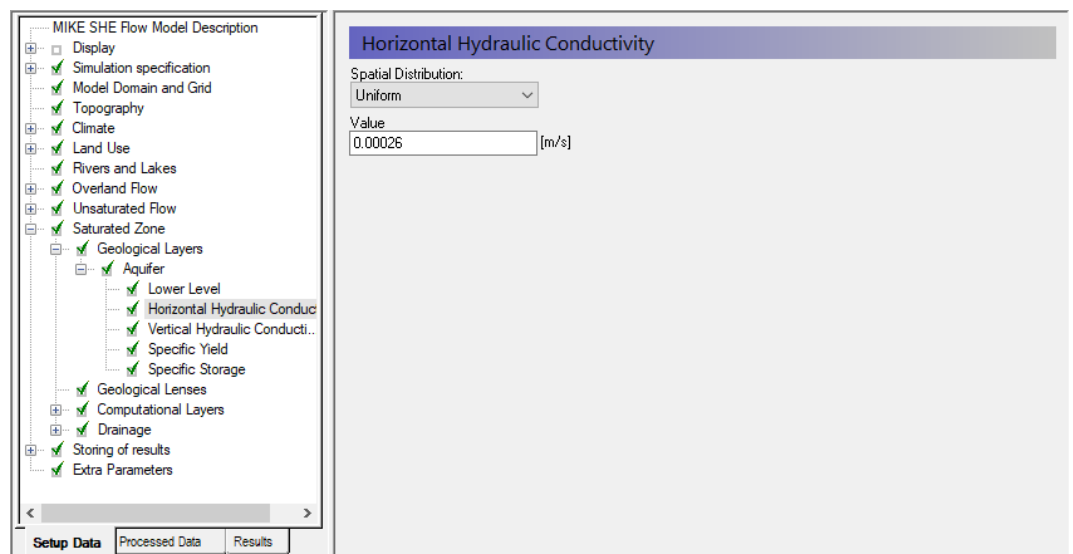 MIKE SHE Flow Model Description
Display
Simulation specification
Model Domain and Grid
Topography
Climate
Land Use
Rivers and Lakes
Overland Flow
Unsaturated Flow
Saturated Zone
Geological Layers
Aquifer
Lower Level
Horizontal Hydraulic Conduc
Vertical Hydraulic Conducti..
Specific Yield
Specific Storage
Geological Lenses
Computational Layers
Drainage
Storing of results
Extra Parameters
Setup Data Processed Data Results
Horizontal Hydraulic Conductivity
Spatial Distribution:
Uniform
Value
0.00026 [m/s]